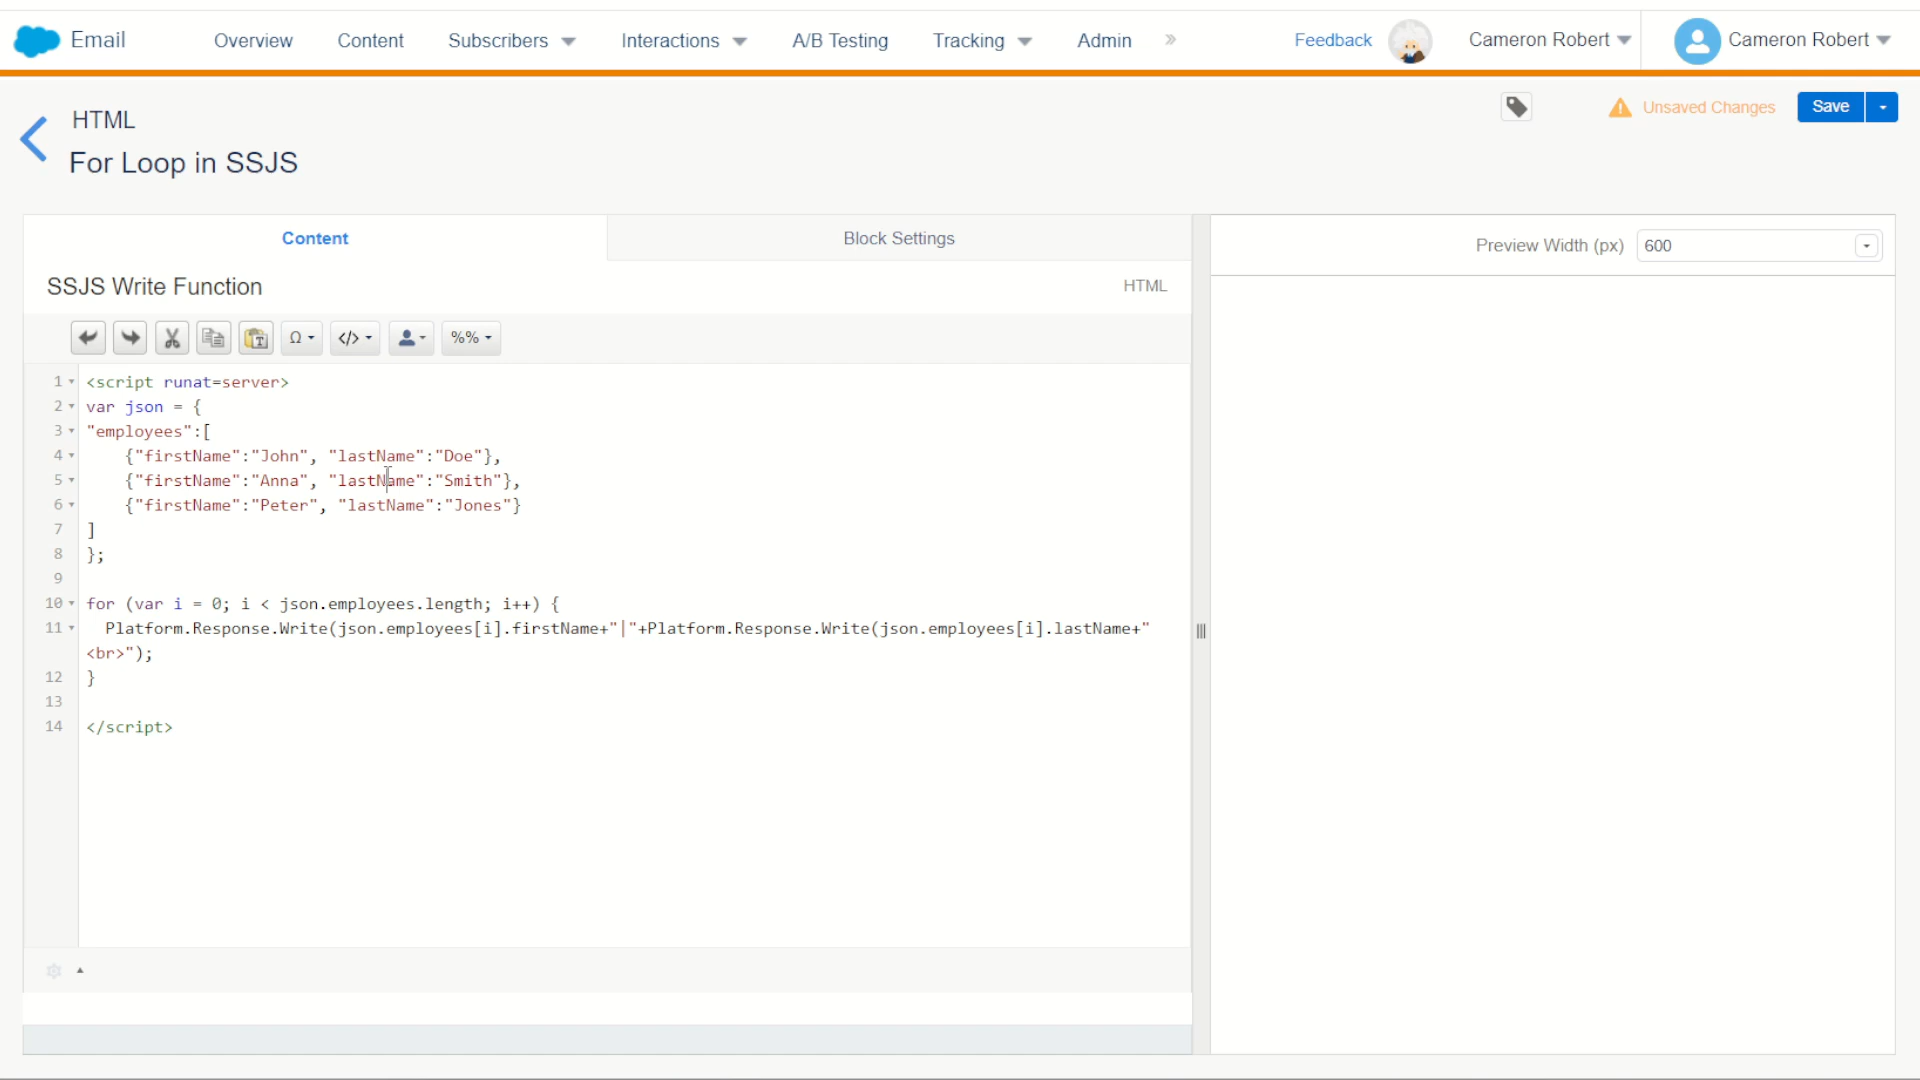 Email Overview Content Subscribers Interactions A/B Testing Tracking Admin » Feedback Cameron Robert Cameron Robert
HTML
For Loop in SSJS
Unsaved Changes Save
Content Block Settings
Preview Width (px) 600
SSJS Write Function HTML
Ω </> %%
1 <script runat=server>
2 var json = {
3 "employees":[
4 {"firstName":"John", "lastName":"Doe"},
5 {"firstName":"Anna", "lastName":"Smith"},
6 {"firstName":"Peter", "lastName":"Jones"}
7 ]
8 };
9
10 for (var i = 0; i < json.employees.length; i++) {
11 Platform.Response.Write(json.employees[i].firstName+"|"+Platform.Response.Write(json.employees[i].lastName+"
<br>");
12 }
13
14 </script>